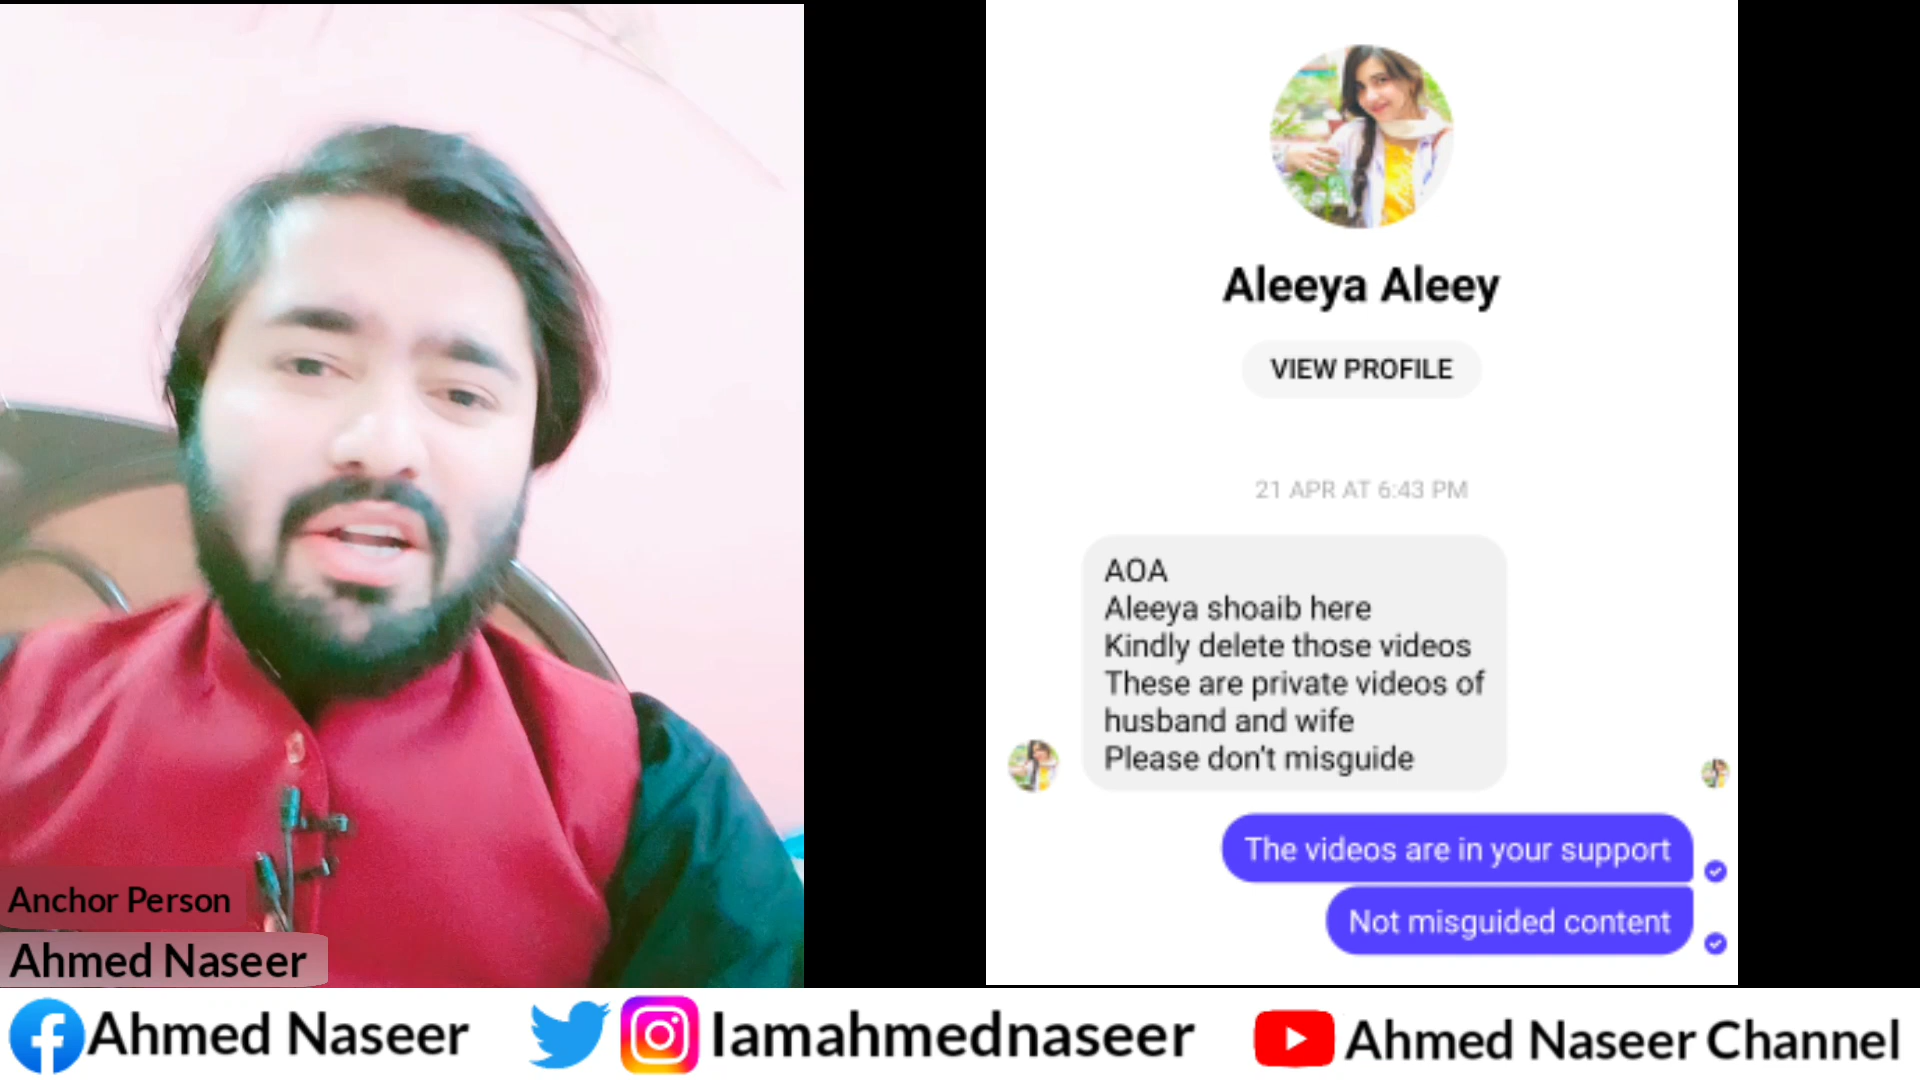 Anchor Person
Ahmed Naseer
Aleeya Aleey
VIEW PROFILE
21 APR AT 6:43 PM
AOA
Aleeya shoaib here
Kindly delete those videos
These are private videos of
husband and wife
Please don't misguide
The videos are in your support
Not misguided content
Ahmed Naseer
Iamahmednaseer
Ahmed Naseer Channel